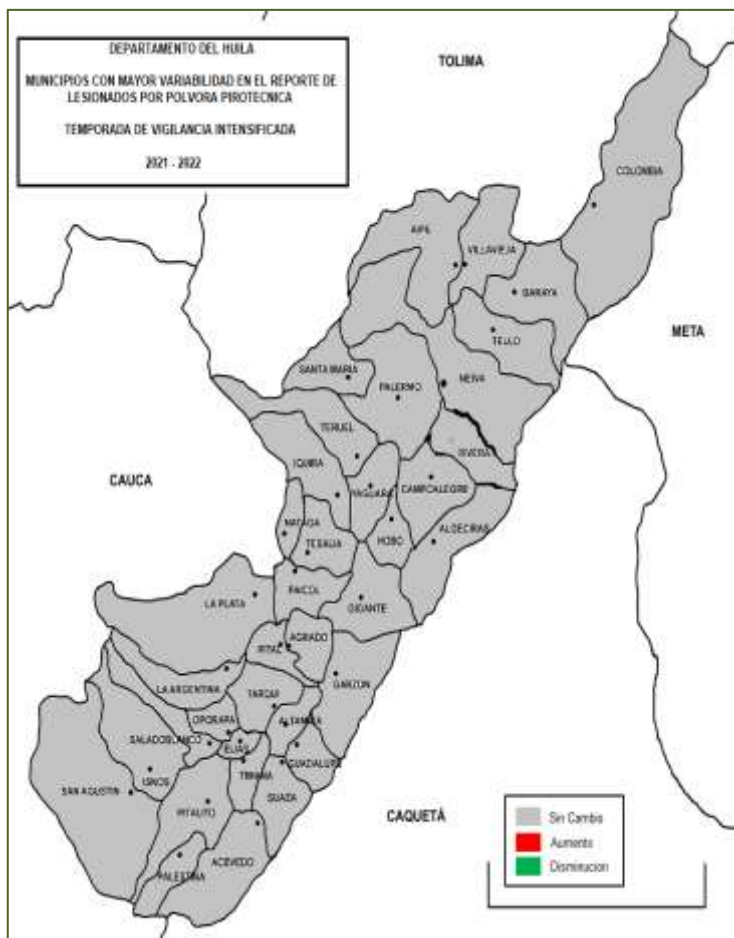 DEPARTAMENTO DEL HUILA
MUNICIPIOS CON MAYOR VARIABILIDAD EN EL REPORTE DE
LESIONADOS POR POLVORA PIROTECNICA
TEMPORADA DE VIGILANCIA INTENSIFICADA
2021 - 2022
TOLIMA
COLOMBIA
AIPE
VILLAVIEJA
BARAYA
META
TELLO
SANTA MARIA
NEIVA
PALERMO
TERUEL
RIVERA
IQUIRA
CAUCA
YAGUARA
CAMPOALEGRE
NATAGA
HOBO
ALGECIRAS
TESALIA
PAICOL
LA PLATA
GIGANTE
PITAL
AGRADO
GARZON
LA ARGENTINA
TARQUI
OPORAPA
ALTAMIRA
SALADOBLANCO
ELIAS
GUADALUPE
TIMANA
ISNOS
SAN AGUSTIN
SUAZA
PITALITO
CAQUETÁ
ACEVEDO
PALESTINA
Sin Cambio
Aumento
Disminucion